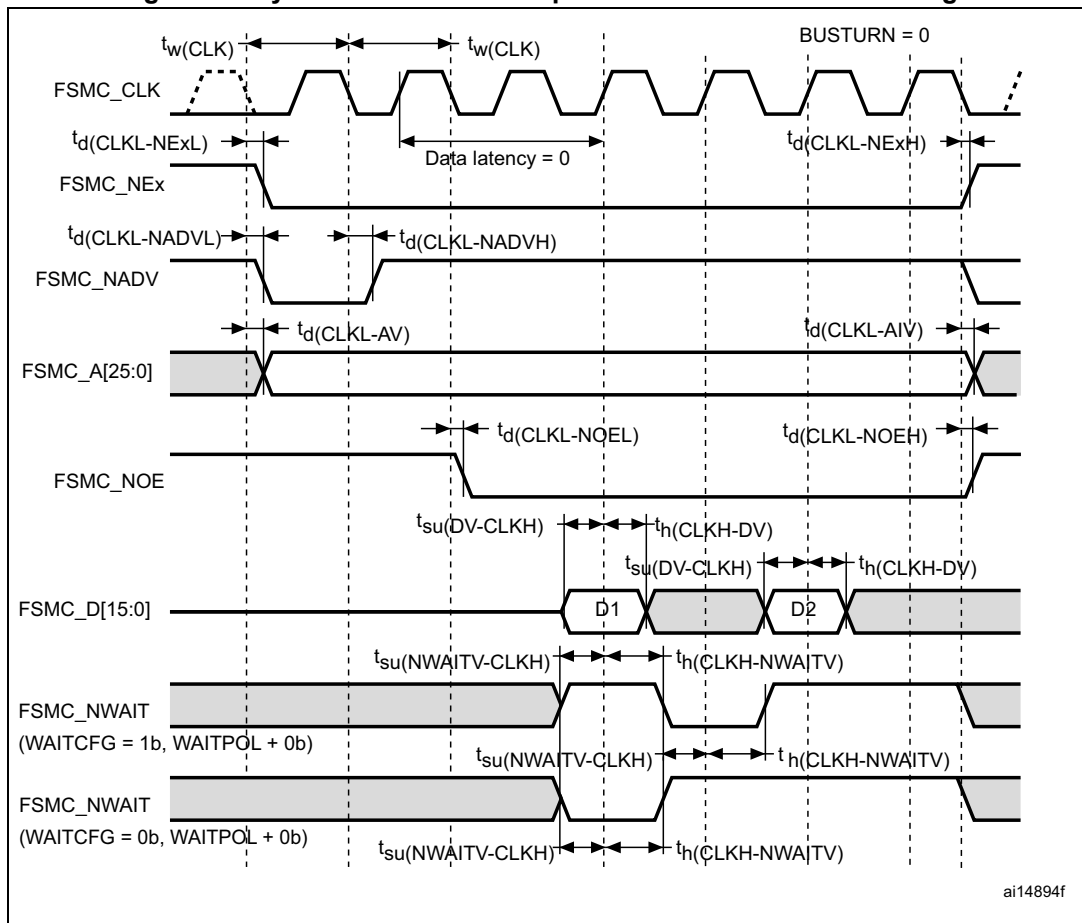 BUSTURN = 0
tw(CLK) tw(CLK)
FSMC_CLK
td(CLKL-NExL) Data latency = 0 td(CLKL-NExH)
FSMC_NEx
td(CLKL-NADVL) td(CLKL-NADVH)
FSMC_NADV
td(CLKL-AV) td(CLKL-AIV)
FSMC_A[25:0]
td(CLKL-NOEL) td(CLKL-NOEH)
FSMC_NOE
tsu(DV-CLKH) th(CLKH-DV)
tsu(DV-CLKH) th(CLKH-DV)
FSMC_D[15:0] D1 D2
tsu(NWAITV-CLKH) th(CLKH-NWAITV)
FSMC_NWAIT
(WAITCFG = 1b, WAITPOL + 0b)
tsu(NWAITV-CLKH) t h(CLKH-NWAITV)
FSMC_NWAIT
(WAITCFG = 0b, WAITPOL + 0b)
tsu(NWAITV-CLKH) th(CLKH-NWAITV)
ai14894f